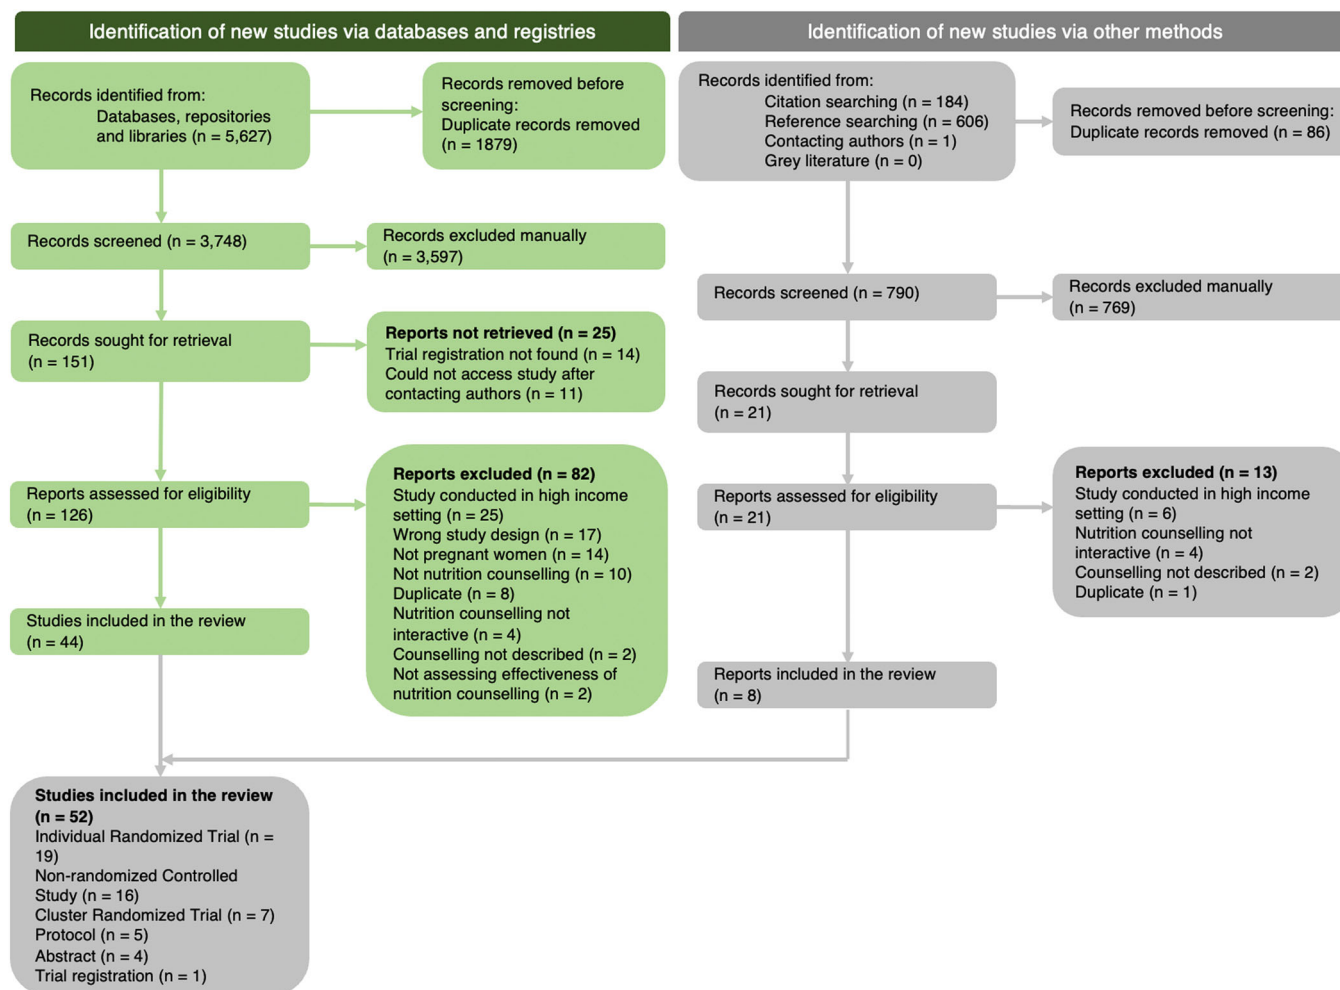 Identification of new studies via databases and registries
Identification of new studies via other methods
Records identified from:
Databases, repositories
and libraries (n = 5,627)
Records removed before
screening:
Duplicate records removed
(n = 1879)
Records identified from:
Citation searching (n = 184)
Reference searching (n = 606)
Contacting authors (n = 1)
Grey literature (n = 0)
Records removed before screening:
Duplicate records removed (n = 86)
Records screened (n = 3,748)
Records excluded manually
(n = 3,597)
Records screened (n = 790)
Records excluded manually
(n = 769)
Records sought for retrieval
(n = 151)
Reports not retrieved (n = 25)
Trial registration not found (n = 14)
Could not access study after
contacting authors (n = 11)
Records sought for retrieval
(n = 21)
Reports assessed for eligibility
(n = 126)
Reports excluded (n = 82)
Study conducted in high income
setting (n = 25)
Wrong study design (n = 17)
Not pregnant women (n = 14)
Not nutrition counselling (n = 10)
Duplicate (n = 8)
Nutrition counselling not
interactive (n = 4)
Counselling not described (n = 2)
Not assessing effectiveness of
nutrition counselling (n = 2)
Reports assessed for eligibility
(n = 21)
Reports excluded (n = 13)
Study conducted in high income
setting (n = 6)
Nutrition counselling not
interactive (n = 4)
Counselling not described (n = 2)
Duplicate (n = 1)
Studies included in the review
(n = 44)
Reports included in the review
(n = 8)
Studies included in the review
(n = 52)
Individual Randomized Trial (n =
19)
Non-randomized Controlled
Study (n = 16)
Cluster Randomized Trial (n = 7)
Protocol (n = 5)
Abstract (n = 4)
Trial registration (n = 1)